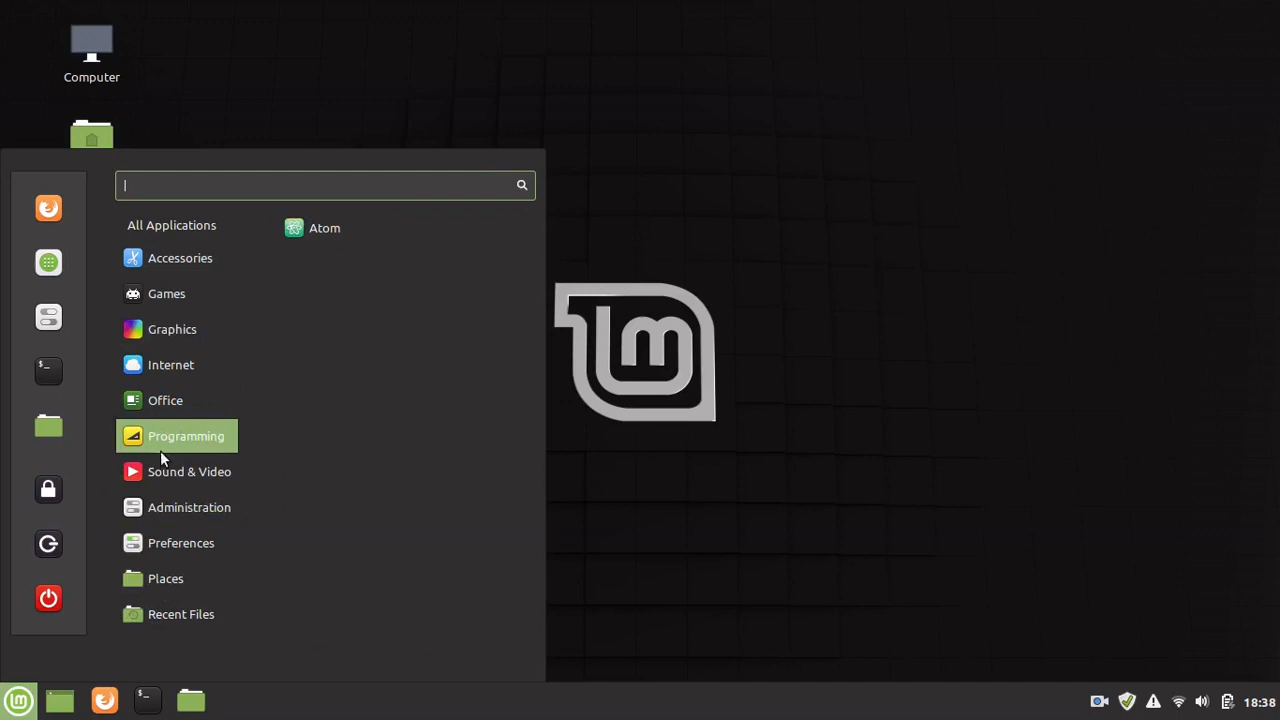 Computer
All Applications
Atom
Accessories
Games
Graphics
Internet
Office
Programming
Sound & Video
Administration
Preferences
Places
Recent Files
18:38